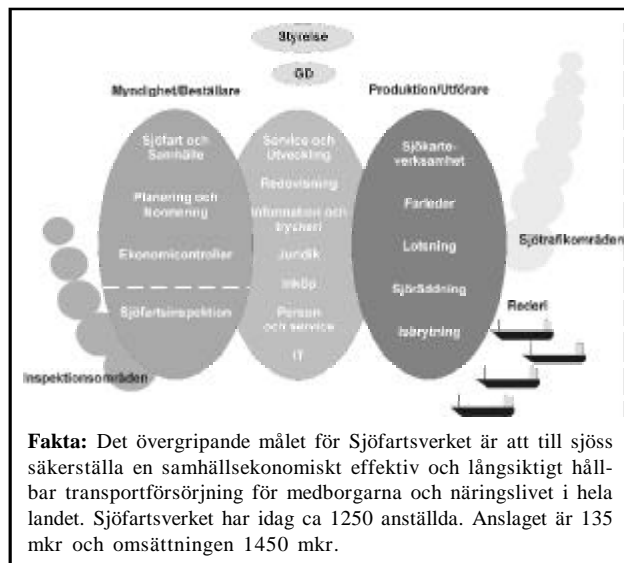 Styrelse
GD
Myndighet/Beställare
Produktion/Utförare
Sjöfart och
Samhälle
Planering och
Normering
Ekonomicontroller
Sjöfartsinspektion
Inspektionsområden
Service och
Utveckling
Redovisning
Information och
tryckeri
Juridik
Inköp
Person
och service
IT
Sjökarte-
verksamhet
Farleder
Lotsning
Sjöräddning
Isbrytning
Sjötrafikområden
Rederi
Fakta: Det övergripande målet för Sjöfartsverket är att till sjöss
säkerställa en samhällsekonomiskt effektiv och långsiktigt håll-
bar transportförsörjning för medborgarna och näringslivet i hela
landet. Sjöfartsverket har idag ca 1250 anställda. Anslaget är 135
mkr och omsättningen 1450 mkr.